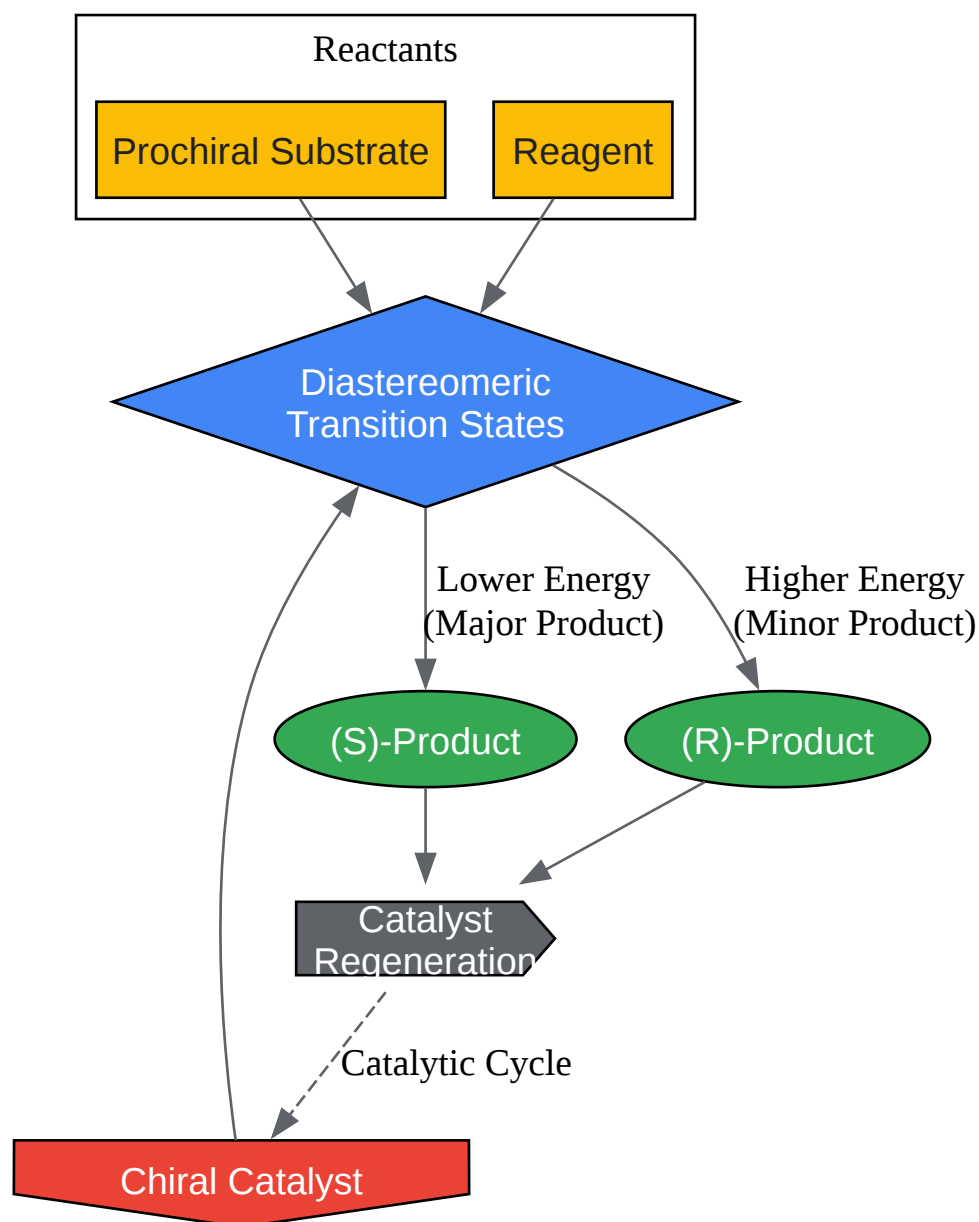 Reactants
Prochiral Substrate
Reagent
Diastereomeric
Transition States
Lower Energy
(Major Product)
Higher Energy
(Minor Product)
(S)-Product
(R)-Product
Catalyst
Regeneration
Catalytic Cycle
Chiral Catalyst